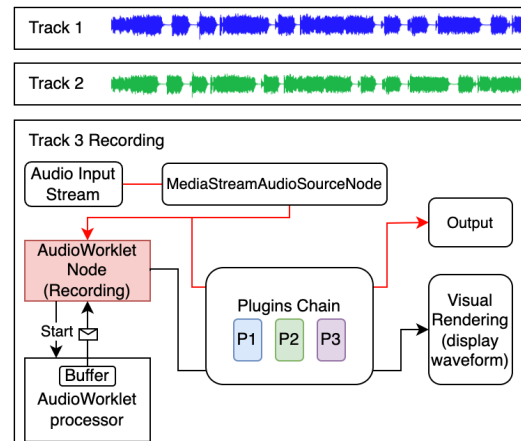 Track 1
Track 2
Track 3 Recording
Audio Input
Stream
MediaStreamAudioSourceNode
Output
AudioWorklet
Node
(Recording)
Plugins Chain
P1 P2 P3
Visual
Rendering
(display
waveform)
Start
Buffer
AudioWorklet
processor